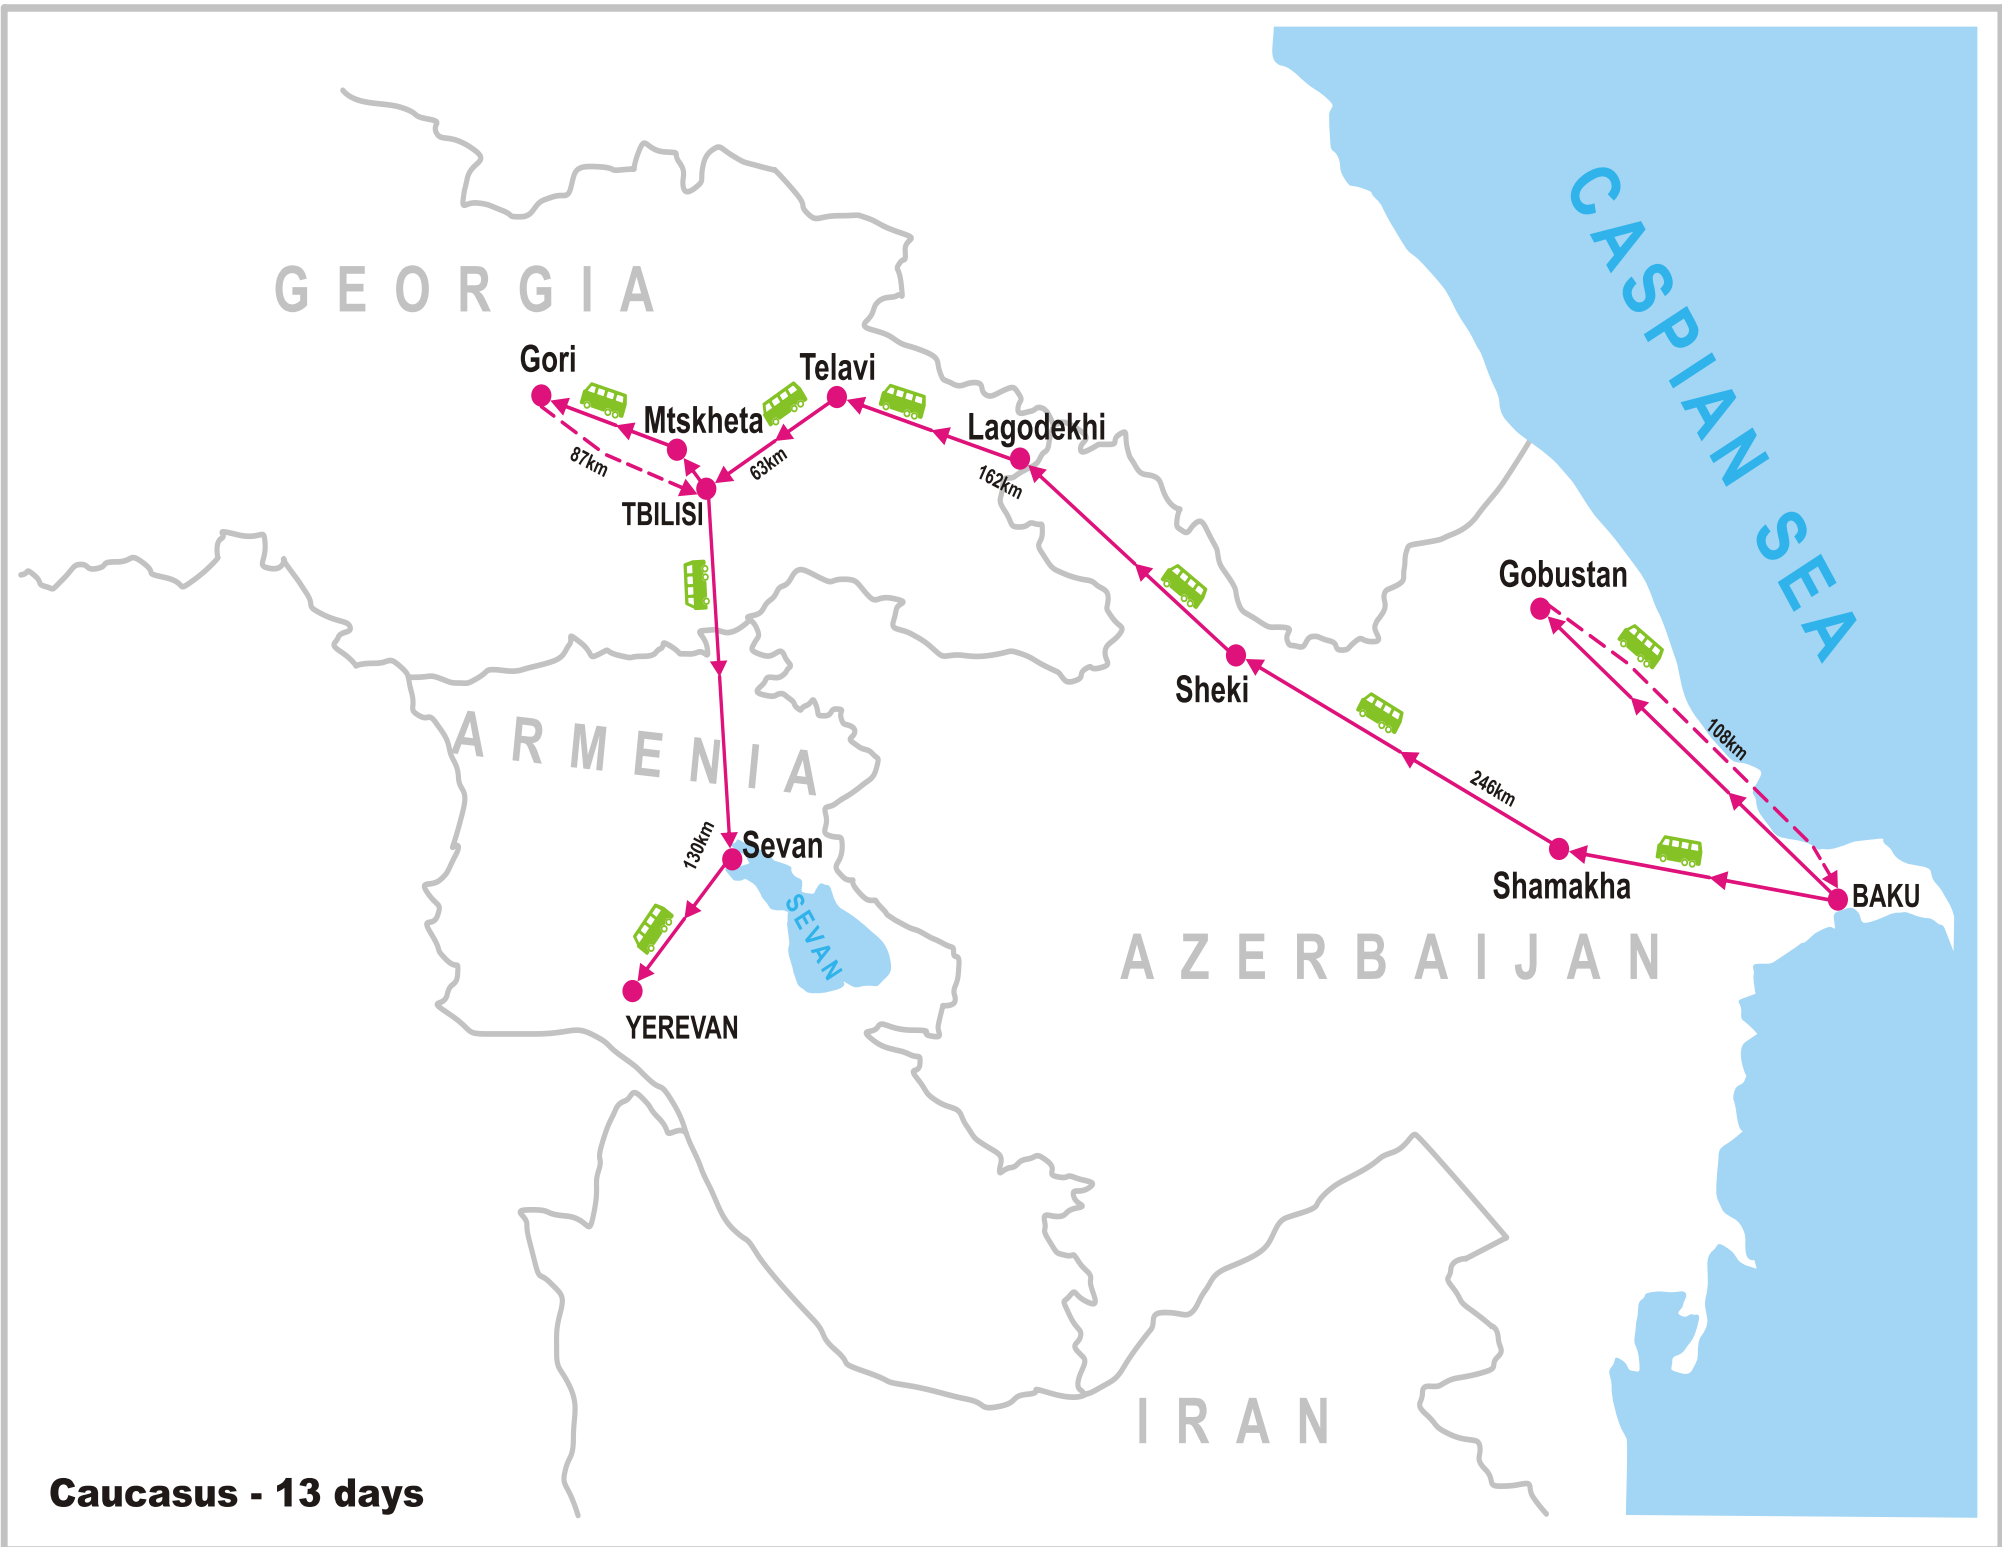 CASPIAN SEA
GEORGIA
Gori
Telavi
Mtskheta
Lagodekhi
87km
63km
162km
TBILISI
Gobustan
Sheki
ARMENIA
108km
246km
130km
Sevan
Shamakha
BAKU
SEVAN
AZERBAIJAN
YEREVAN
IRAN
Caucasus - 13 days